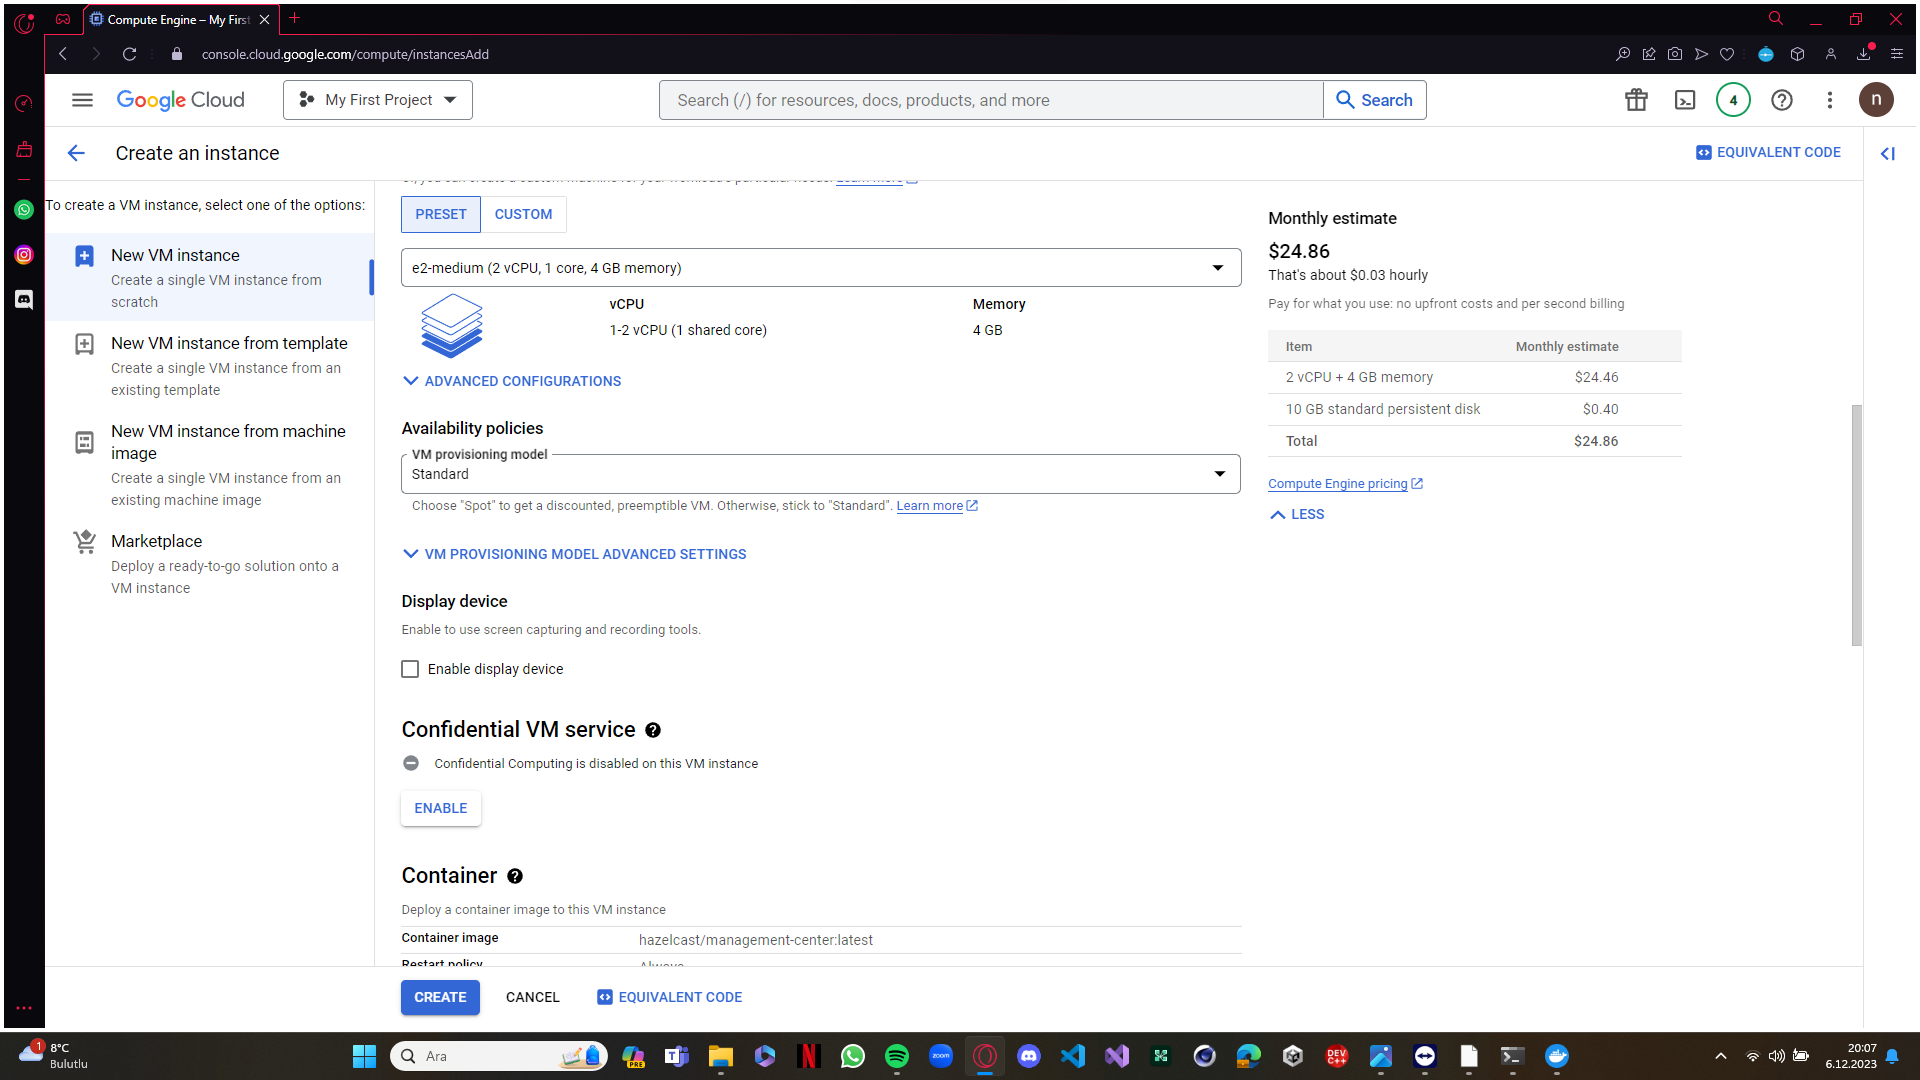 Compute Engine – My First
console.cloud.google.com/compute/instancesAdd
Google Cloud
My First Project
Search (/) for resources, docs, products, and more
Search
4
n
Create an instance
EQUIVALENT CODE
To create a VM instance, select one of the options:
New VM instance
Create a single VM instance from
scratch
New VM instance from template
Create a single VM instance from an
existing template
New VM instance from machine
image
Create a single VM instance from an
existing machine image
Marketplace
Deploy a ready-to-go solution onto a
VM instance
PRESET
CUSTOM
e2-medium (2 vCPU, 1 core, 4 GB memory)
vCPU
Memory
1-2 vCPU (1 shared core)
4 GB
ADVANCED CONFIGURATIONS
Availability policies
VM provisioning model
Standard
Choose "Spot" to get a discounted, preemptible VM. Otherwise, stick to "Standard". Learn more
VM PROVISIONING MODEL ADVANCED SETTINGS
Display device
Enable to use screen capturing and recording tools.
Enable display device
Confidential VM service
Confidential Computing is disabled on this VM instance
ENABLE
Container
Deploy a container image to this VM instance
Container image
hazelcast/management-center:latest
Restart policy
Always
CREATE
CANCEL
EQUIVALENT CODE
Monthly estimate
$24.86
That's about $0.03 hourly
Pay for what you use: no upfront costs and per second billing
Item
Monthly estimate
2 vCPU + 4 GB memory
$24.46
10 GB standard persistent disk
$0.40
Total
$24.86
Compute Engine pricing
LESS
1
8°C
Bulutlu
Ara
PRE
zoom
DEV
C++
20:07
6.12.2023